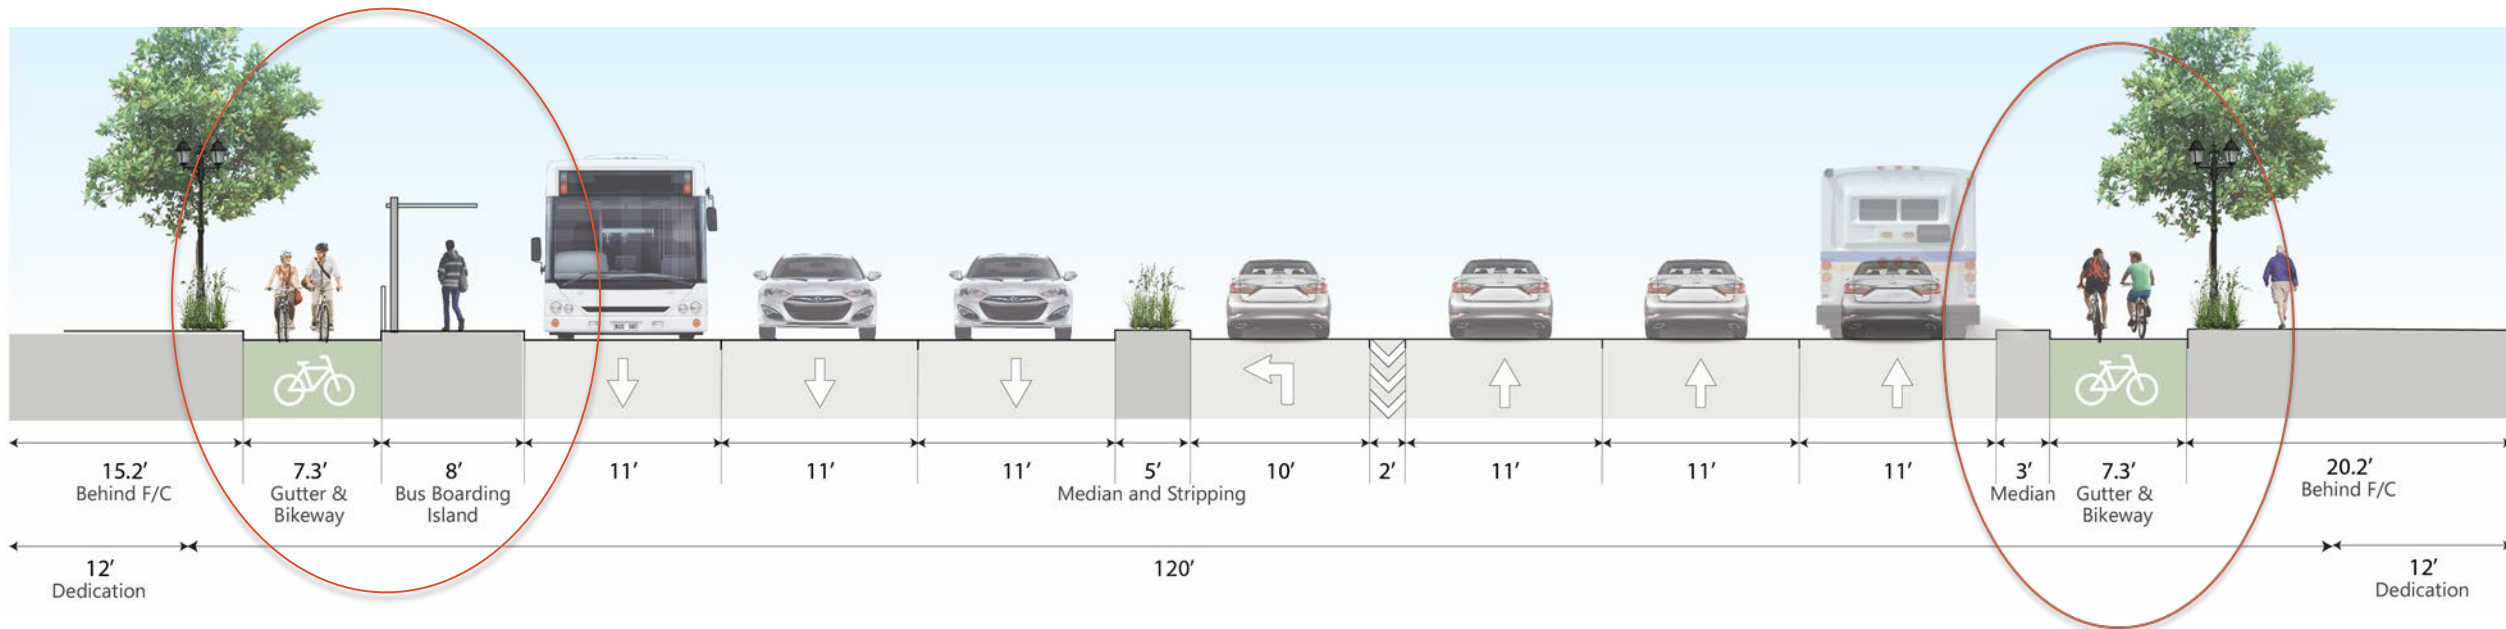 15.2'
Behind F/C
7.3'
Gutter &
Bikeway
8'
Bus Boarding
Island
11'
11'
11'
5'
10'
2'
Median and Stripping
11'
11'
11'
3'
Median
7.3'
Gutter &
Bikeway
20.2'
Behind F/C
12'
Dedication
120'
12'
Dedication